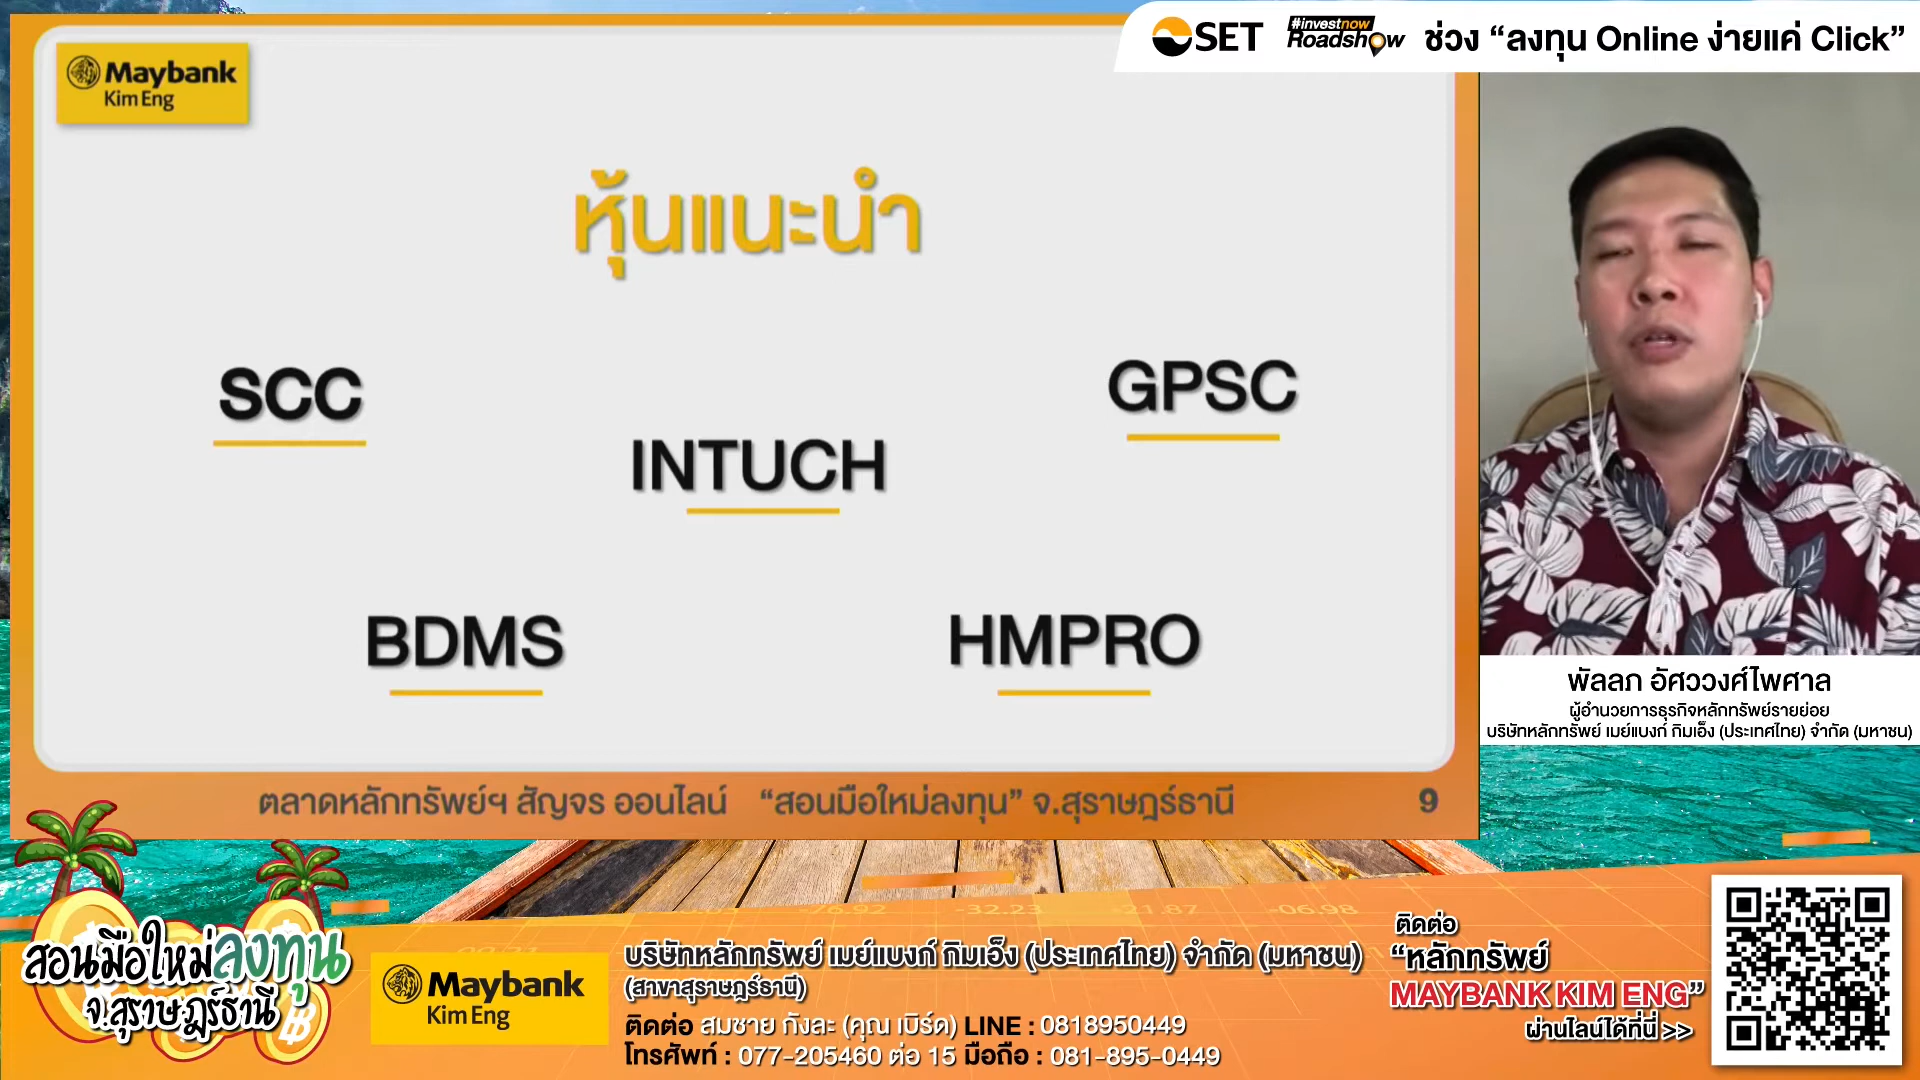 SET #investnow Roadshow ช่วง “ลงทุน Online ง่ายแค่ Click”
Maybank
Kim Eng
หุ้นแนะนำ
SCC
GPSC
INTUCH
BDMS
HMPRO
พัลลภ อัศววงศ์ไพศาล
ผู้อำนวยการธุรกิจหลักทรัพย์รายย่อย
บริษัทหลักทรัพย์ เมย์แบงก์ กิมเอ็ง (ประเทศไทย) จำกัด (มหาชน)
ตลาดหลักทรัพย์ฯ สัญจร ออนไลน์ “สอนมือใหม่ลงทุน” จ.สุราษฎร์ธานี 9
-76.92 -32.23 -21.87 -06.98
สอนมือใหม่ลงทุน
จ.สุราษฎร์ธานี
Maybank
Kim Eng
บริษัทหลักทรัพย์ เมย์แบงก์ กิมเอ็ง (ประเทศไทย) จำกัด (มหาชน)
(สาขาสุราษฎร์ธานี)
ติดต่อ สมชาย กังละ (คุณ เบิร์ด) LINE : 0818950449
โทรศัพท์ : 077-205460 ต่อ 15 มือถือ : 081-895-0449
ติดต่อ
“หลักทรัพย์
MAYBANK KIM ENG”
ผ่านไลน์ได้ที่นี่ >>